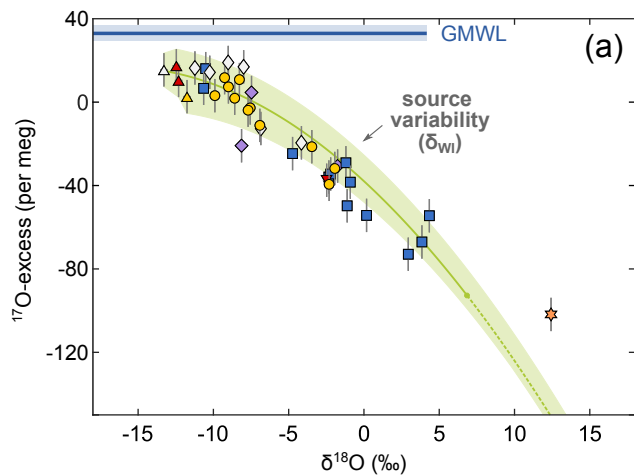 40
GMWL
(a)
0
source
variability
(δWI)
-40
-80
-120
¹⁷O-excess (per meg)
-15 -10 -5 0 5 10 15
δ¹⁸O (‰)